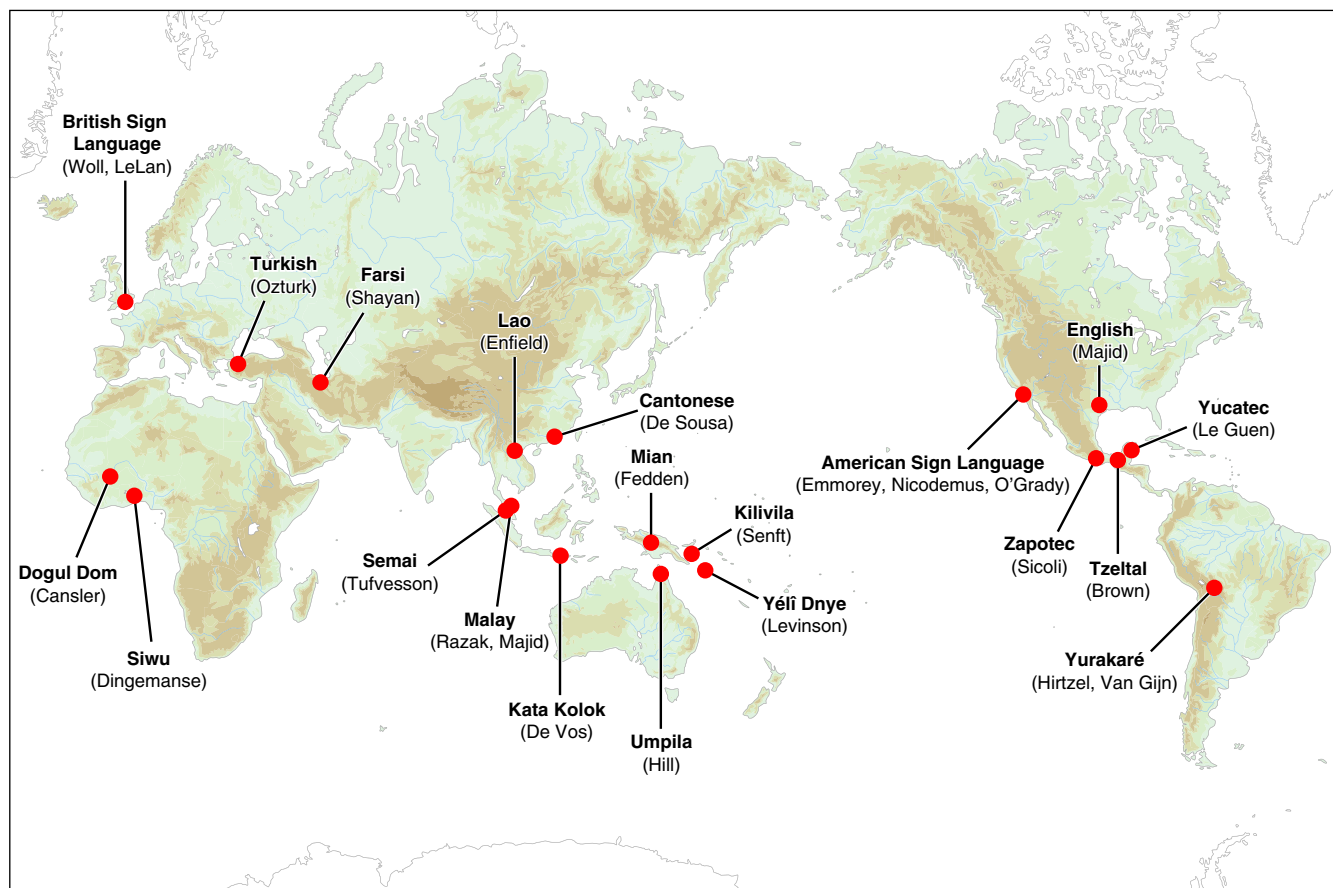 British Sign
Language
(Woll, LeLan)
Turkish
(Ozturk)
Farsi
(Shayan)
Lao
(Enfield)
English
(Majid)
Cantonese
(De Sousa)
Yucatec
(Le Guen)
Mian
(Fedden)
American Sign Language
(Emmorey, Nicodemus, O'Grady)
Kilivila
(Senft)
Zapotec
(Sicoli)
Semai
(Tufvesson)
Tzeltal
(Brown)
Dogul Dom
(Cansler)
Yélî Dnye
(Levinson)
Malay
(Razak, Majid)
Siwu
(Dingemanse)
Yurakaré
(Hirtzel, Van Gijn)
Kata Kolok
(De Vos)
Umpila
(Hill)